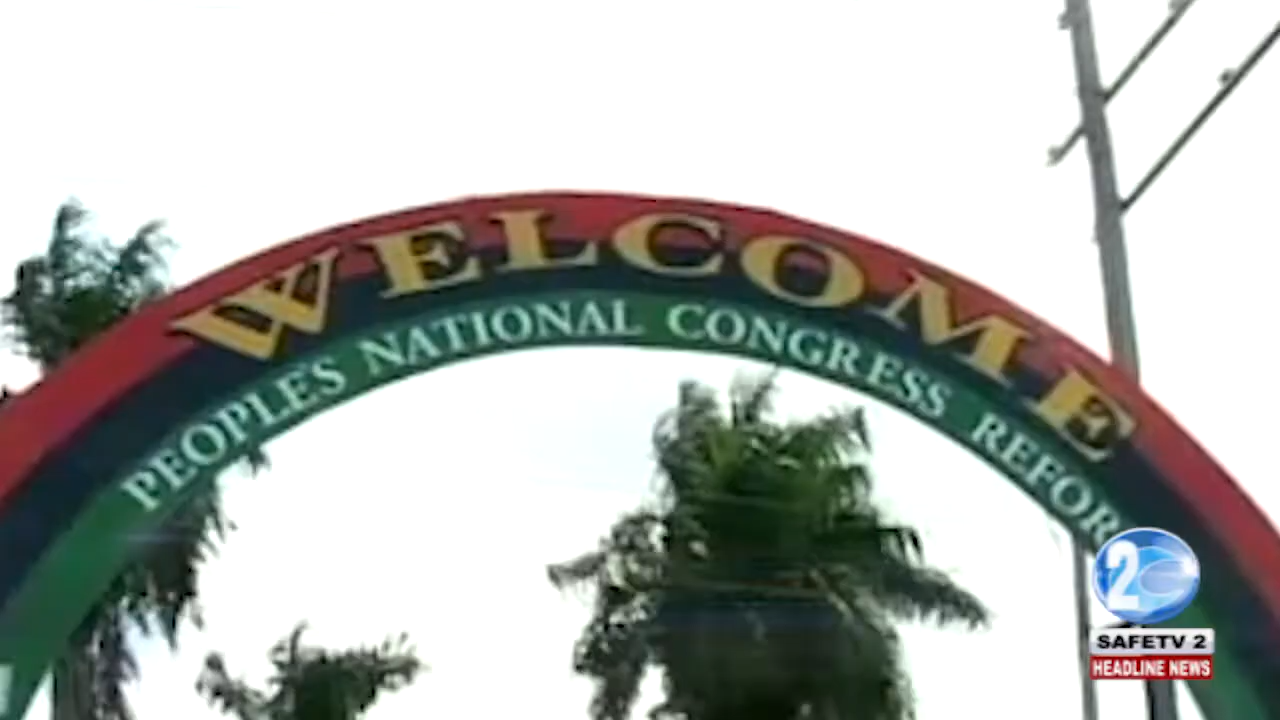 WELCOME
PEOPLES NATIONAL CONGRESS REFOR
2
SAFETV 2
HEADLINE NEWS